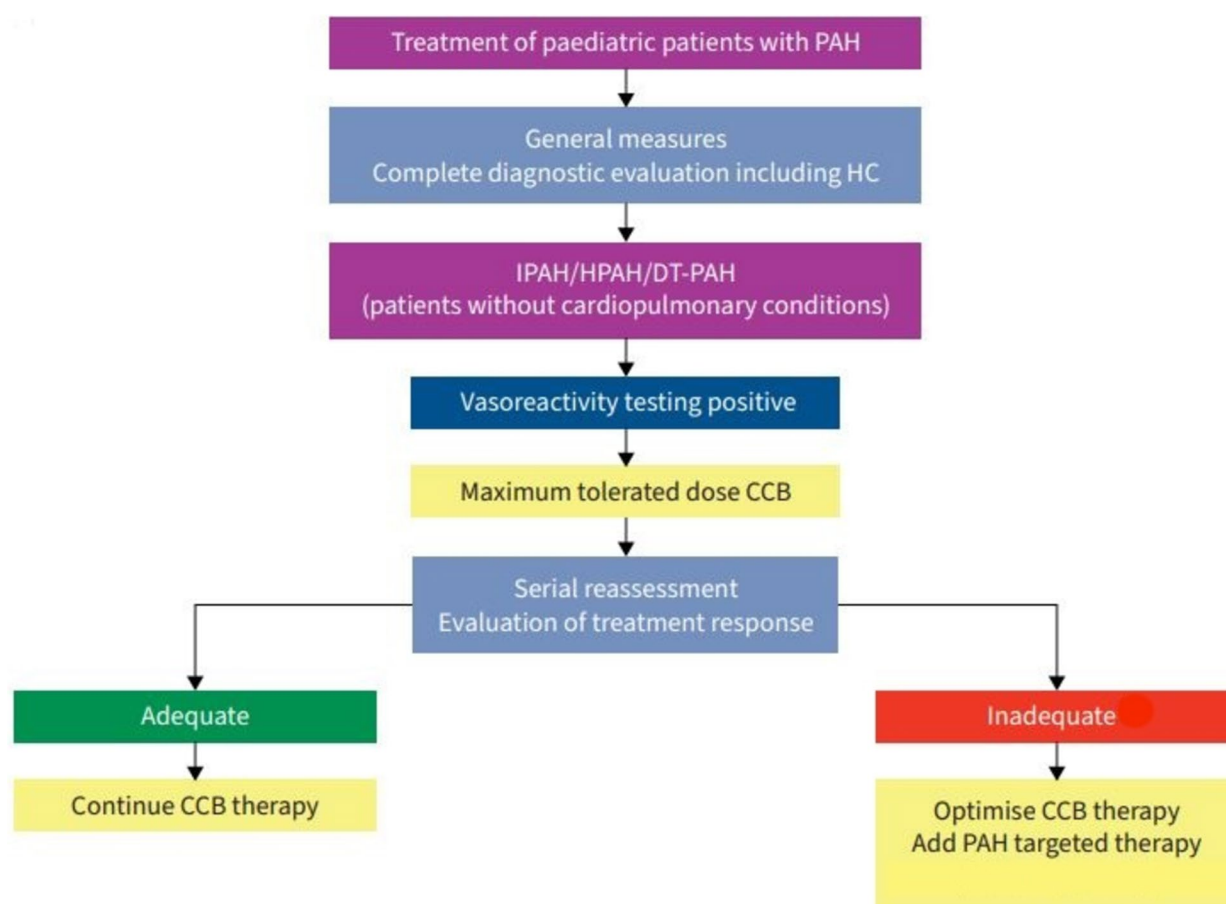 Treatment of paediatric patients with PAH
General measures
Complete diagnostic evaluation including HC
IPAH/HPAH/DT-PAH
(patients without cardiopulmonary conditions)
Vasoreactivity testing positive
Maximum tolerated dose CCB
Serial reassessment
Evaluation of treatment response
Adequate
Inadequate
Continue CCB therapy
Optimise CCB therapy
Add PAH targeted therapy